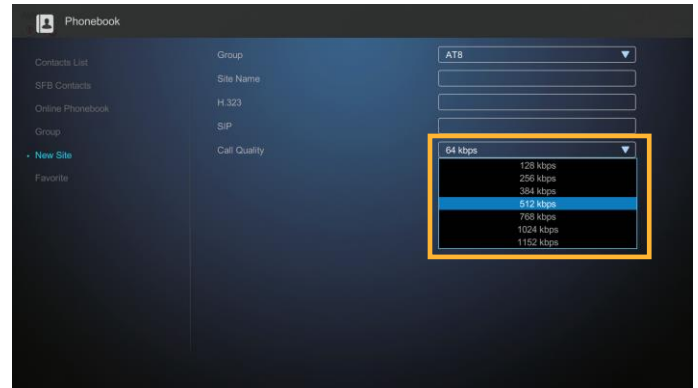 Phonebook
Contacts List
SFB Contacts
Online Phonebook
Group
• New Site
Favorite
Group AT8
Site Name
H.323
SIP
Call Quality 64 kbps
128 kbps
256 kbps
384 kbps
512 kbps
768 kbps
1024 kbps
1152 kbps